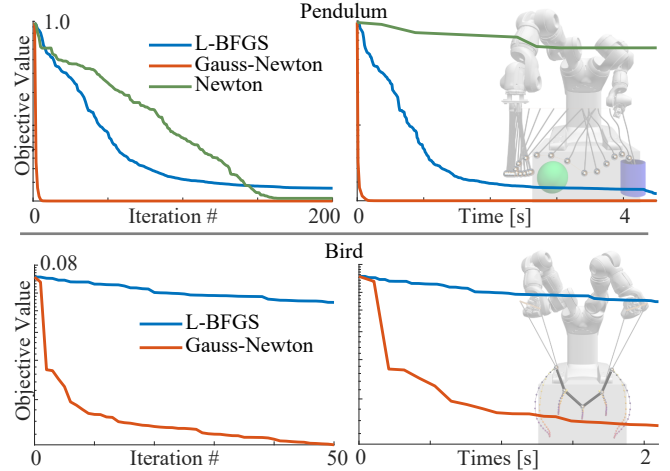 Pendulum
1.0
L-BFGS
Gauss-Newton
Newton
Objective Value
0
Iteration #
200
0
Time [s]
4
Bird
0.08
L-BFGS
Gauss-Newton
Objective Value
0
Iteration #
50
0
Times [s]
2